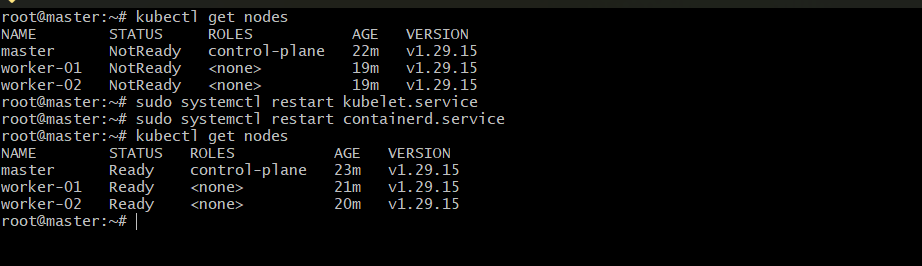 root@master:~# kubectl get nodes
NAME        STATUS     ROLES           AGE   VERSION
master      NotReady   control-plane   22m   v1.29.15
worker-01   NotReady   <none>          19m   v1.29.15
worker-02   NotReady   <none>          19m   v1.29.15
root@master:~# sudo systemctl restart kubelet.service
root@master:~# sudo systemctl restart containerd.service
root@master:~# kubectl get nodes
NAME        STATUS   ROLES           AGE   VERSION
master      Ready    control-plane   23m   v1.29.15
worker-01   Ready    <none>          21m   v1.29.15
worker-02   Ready    <none>          20m   v1.29.15
root@master:~#